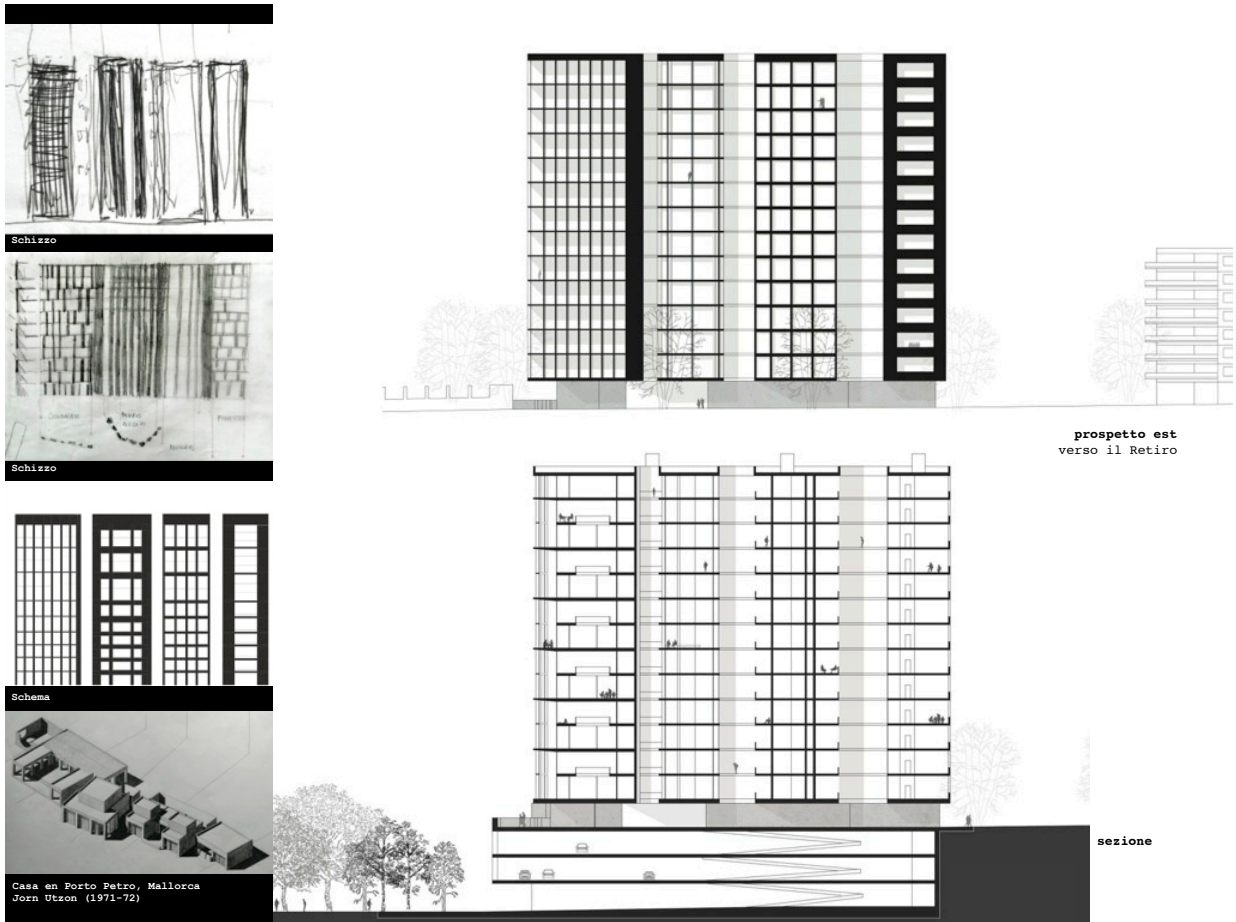 Schizzo
Schizzo
Schema
Casa en Porto Petro, Mallorca
Jorn Utzon (1971-72)
prospetto est
verso il Retiro
sezione